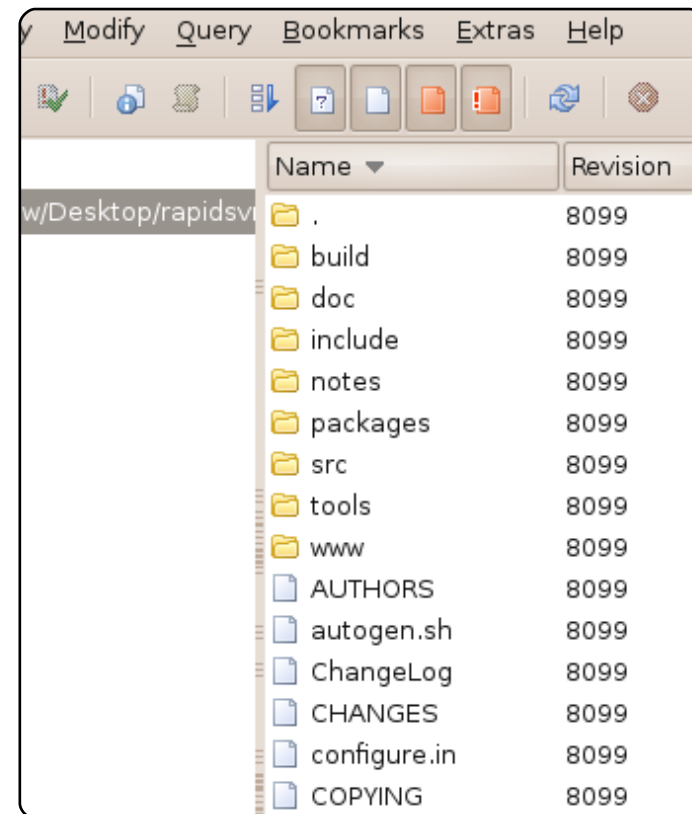 y Modify Query Bookmarks Extras Help
?
!
Name Revision
w/Desktop/rapidsv
. 8099
build 8099
doc 8099
include 8099
notes 8099
packages 8099
src 8099
tools 8099
www 8099
AUTHORS 8099
autogen.sh 8099
ChangeLog 8099
CHANGES 8099
configure.in 8099
COPYING 8099